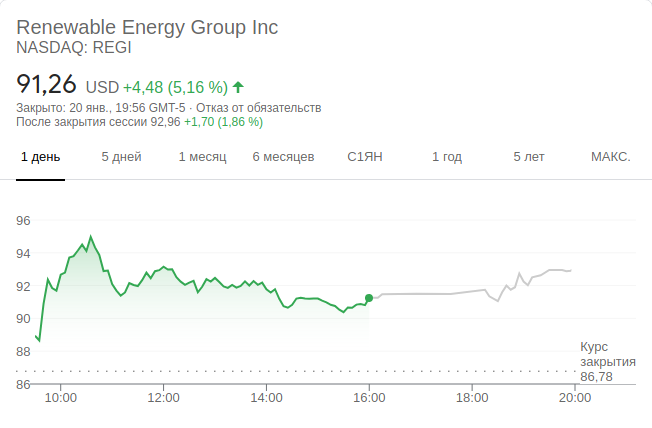 Renewable Energy Group Inc
NASDAQ: REGI
91,26 USD +4,48 (5,16 %)
Закрыто: 20 янв., 19:56 GMT-5 · Отказ от обязательств
После закрытия сессии 92,96 +1,70 (1,86 %)
1 день 5 дней 1 месяц 6 месяцев С1ЯН 1 год 5 лет МАКС.
96
94
92
90
88
Курс
закрытия
86,78
86
10:00 12:00 14:00 16:00 18:00 20:00